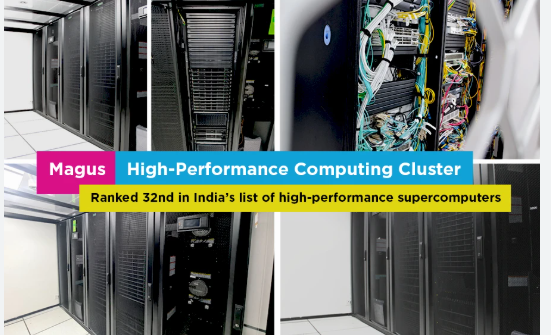 Magus High-Performance Computing Cluster
Ranked 32nd in India's list of high-performance supercomputers